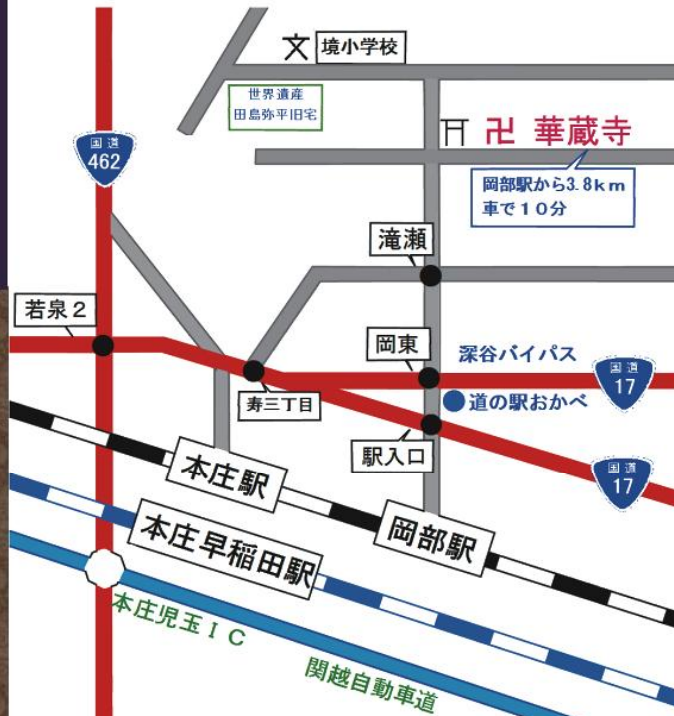 文 境小学校
世界遺産
田島弥平旧宅
国道
462
卍 華蔵寺
岡部駅から3.8km
車で10分
滝瀬
若泉2
岡東
深谷バイパス
国道
17
寿三丁目
道の駅おかべ
駅入口
国道
17
本庄駅
岡部駅
本庄早稲田駅
本庄児玉IC
関越自動車道